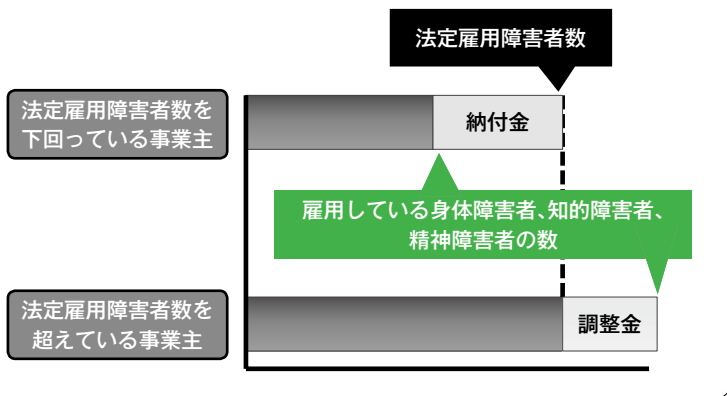 法定雇用障害者数
法定雇用障害者数を
下回っている事業主
納付金
雇用している身体障害者、知的障害者、
精神障害者の数
法定雇用障害者数を
超えている事業主
調整金